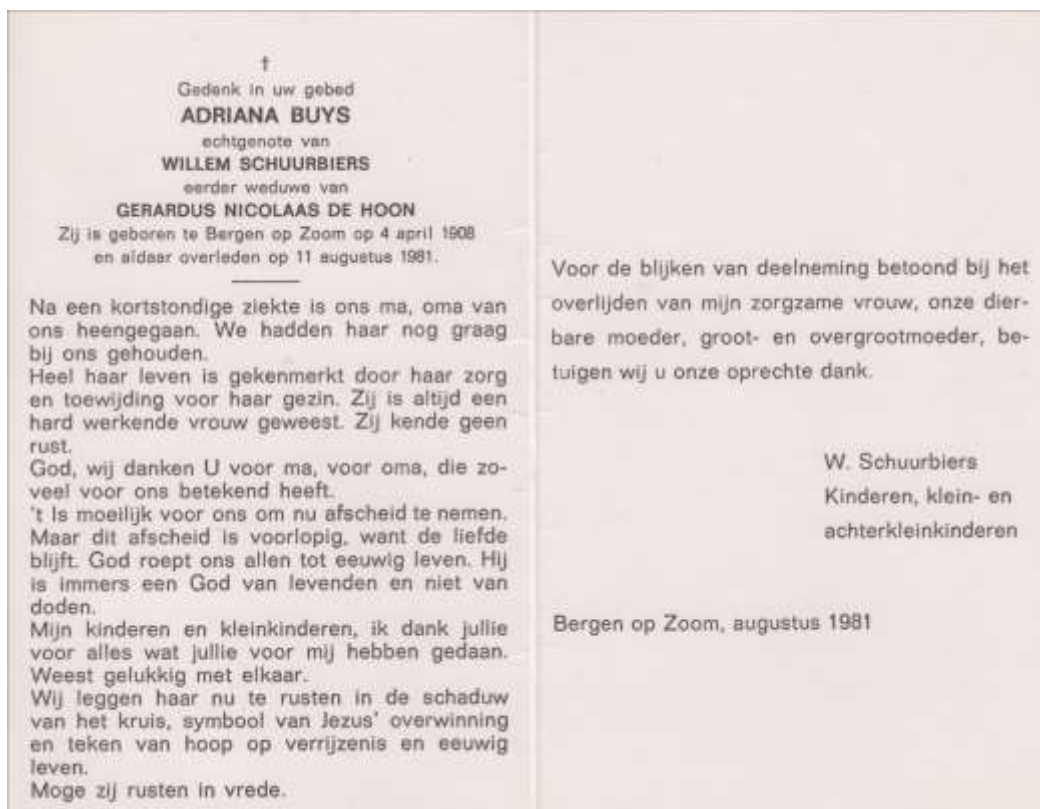 †
Gedenk in uw gebed
ADRIANA BUYS
echtgenote van
WILLEM SCHUURBIERS
eerder weduwe van
GERARDUS NICOLAAS DE HOON
Zij is geboren te Bergen op Zoom op 4 april 1908
en aldaar overleden op 11 augustus 1981.
Na een kortstondige ziekte is ons ma, oma van
ons heengegaan. We hadden haar nog graag
bij ons gehouden.
Heel haar leven is gekenmerkt door haar zorg
en toewijding voor haar gezin. Zij is altijd een
hard werkende vrouw geweest. Zij kende geen
rust.
God, wij danken U voor ma, voor oma, die zo-
veel voor ons betekend heeft.
't Is moeilijk voor ons om nu afscheid te nemen.
Maar dit afscheid is voorlopig, want de liefde
blijft. God roept ons allen tot eeuwig leven. Hij
is immers een God van levenden en niet van
doden.
Mijn kinderen en kleinkinderen, ik dank jullie
voor alles wat jullie voor mij hebben gedaan.
Weest gelukkig met elkaar.
Wij leggen haar nu te rusten in de schaduw
van het kruis, symbool van Jezus' overwinning
en teken van hoop op verrijzenis en eeuwig
leven.
Moge zij rusten in vrede.
Voor de blijken van deelneming betoond bij het
overlijden van mijn zorgzame vrouw, onze dier-
bare moeder, groot- en overgrootmoeder, be-
tuigen wij u onze oprechte dank.
W. Schuurbiers
Kinderen, klein- en
achterkleinkinderen
Bergen op Zoom, augustus 1981